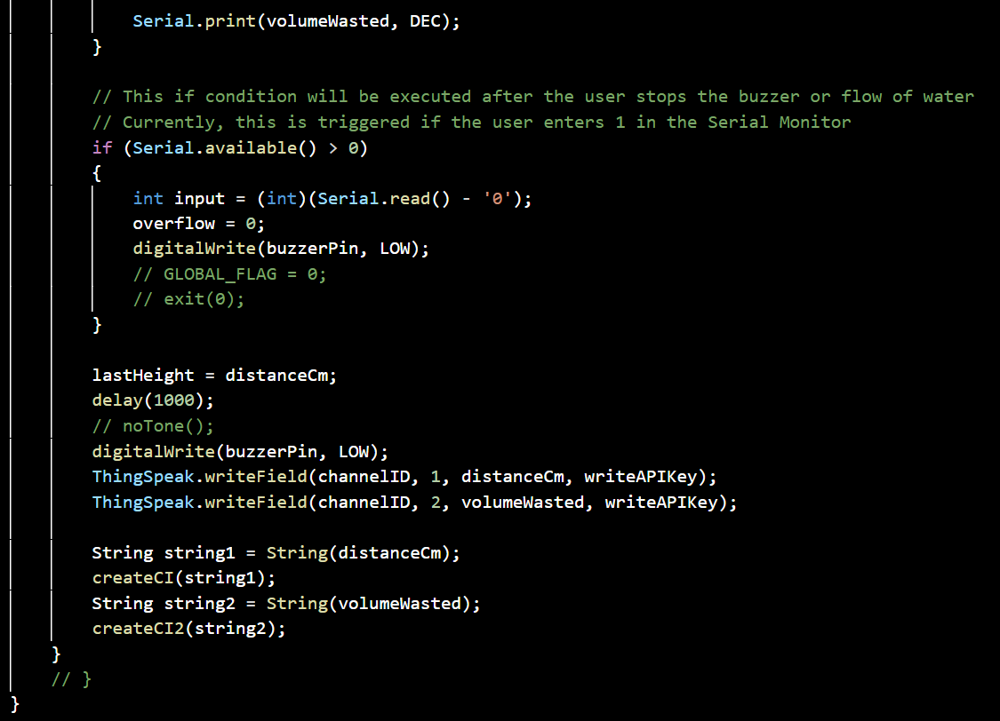 Serial.print(volumeWasted, DEC);
}
// This if condition will be executed after the user stops the buzzer or flow of water
// Currently, this is triggered if the user enters 1 in the Serial Monitor
if (Serial.available() > 0)
{
int input = (int)(Serial.read() - '0');
overflow = 0;
digitalWrite(buzzerPin, LOW);
// GLOBAL_FLAG = 0;
// exit(0);
}
lastHeight = distanceCm;
delay(1000);
// noTone();
digitalWrite(buzzerPin, LOW);
ThingSpeak.writeField(channelID, 1, distanceCm, writeAPIKey);
ThingSpeak.writeField(channelID, 2, volumeWasted, writeAPIKey);
String string1 = String(distanceCm);
createCI(string1);
String string2 = String(volumeWasted);
createCI2(string2);
}
// }
}